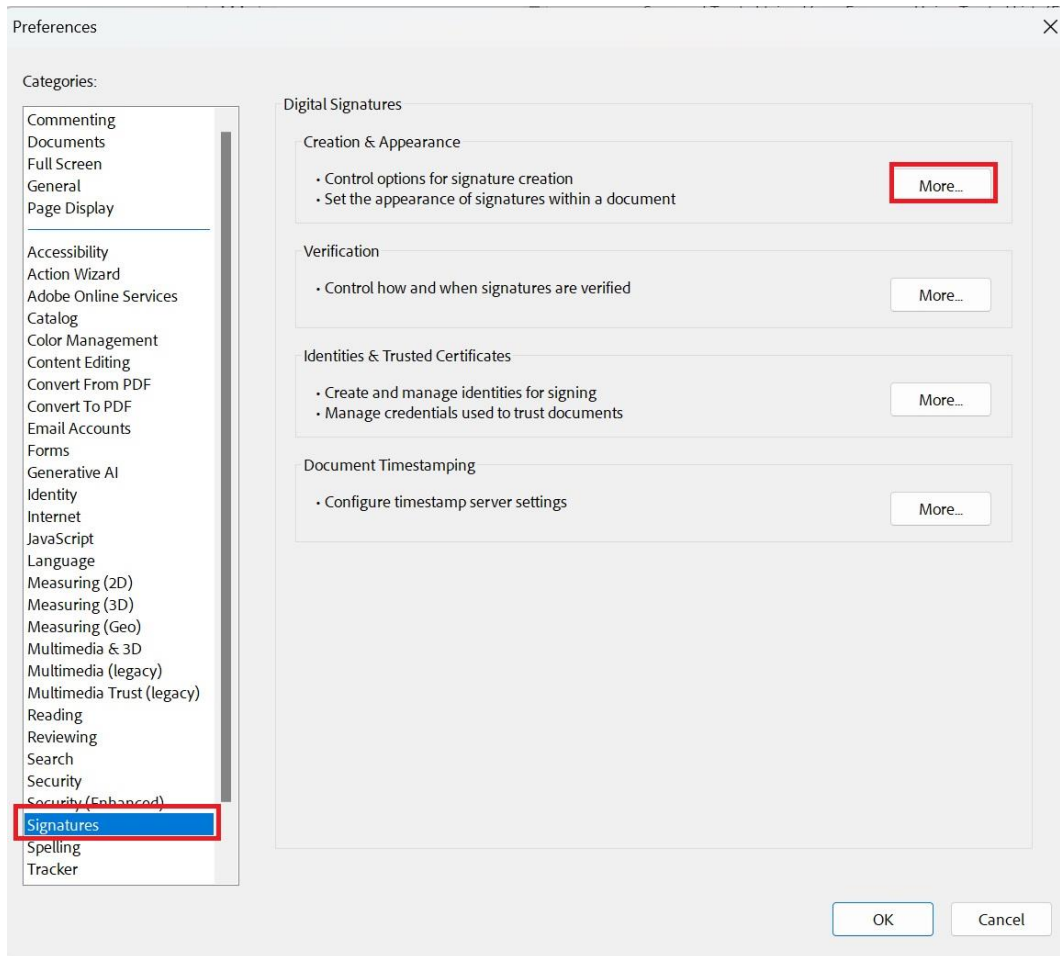 Preferences
Categories:
Commenting
Documents
Full Screen
General
Page Display
Accessibility
Action Wizard
Adobe Online Services
Catalog
Color Management
Content Editing
Convert From PDF
Convert To PDF
Email Accounts
Forms
Generative AI
Identity
Internet
JavaScript
Language
Measuring (2D)
Measuring (3D)
Measuring (Geo)
Multimedia & 3D
Multimedia (legacy)
Multimedia Trust (legacy)
Reading
Reviewing
Search
Security
Security (Enhanced)
Signatures
Spelling
Tracker
Digital Signatures
Creation & Appearance
• Control options for signature creation
• Set the appearance of signatures within a document
More...
Verification
• Control how and when signatures are verified
More...
Identities & Trusted Certificates
• Create and manage identities for signing
• Manage credentials used to trust documents
More...
Document Timestamping
• Configure timestamp server settings
More...
OK
Cancel